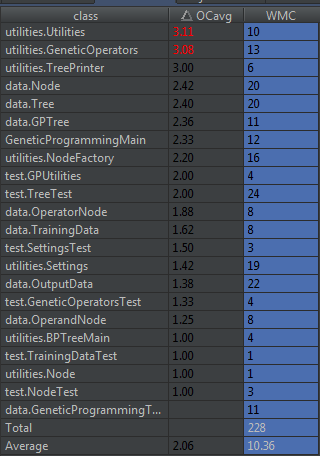 class OCavg WMC
utilities.Utilities 3.11 10
utilities.GeneticOperators 3.08 13
utilities.TreePrinter 3.00 6
data.Node 2.42 20
data.Tree 2.40 20
data.GPTree 2.36 11
GeneticProgrammingMain 2.33 12
utilities.NodeFactory 2.20 16
test.GPUtilities 2.00 4
test.TreeTest 2.00 24
data.OperatorNode 1.88 8
data.TrainingData 1.62 8
test.SettingsTest 1.50 3
utilities.Settings 1.42 19
data.OutputData 1.38 22
test.GeneticOperatorsTest 1.33 4
data.OperandNode 1.25 8
utilities.BPTreeMain 1.00 4
test.TrainingDataTest 1.00 1
utilities.Node 1.00 1
test.NodeTest 1.00 3
data.GeneticProgrammingT... 11
Total 228
Average 2.06 10.36